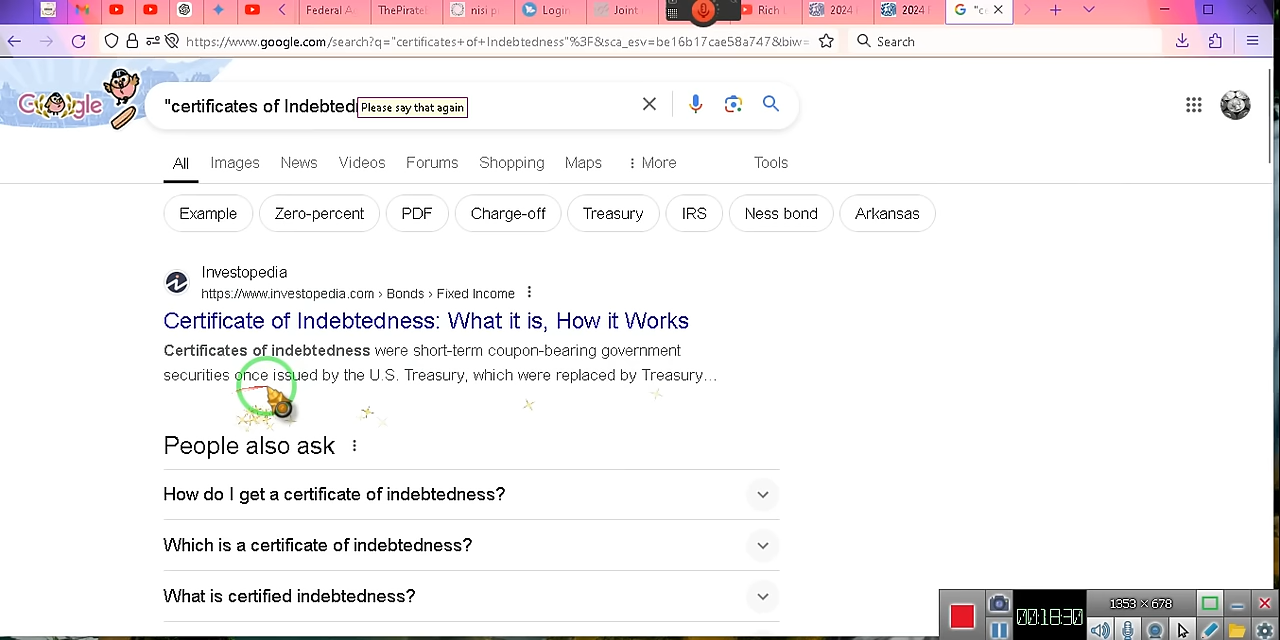 Federal A
ThePirate
nisi p
Login
Joint
Rich
2024
2024
"ce
https://www.google.com/search?q="certificates+of+Indebtedness"%3F&sca_esv=be16b17cae58a747&biw=
Search
Google
"certificates of Indebted
Please say that again
All
Images
News
Videos
Forums
Shopping
Maps
More
Tools
Example
Zero-percent
PDF
Charge-off
Treasury
IRS
Ness bond
Arkansas
Investopedia
https://www.investopedia.com › Bonds › Fixed Income
Certificate of Indebtedness: What it is, How it Works
Certificates of indebtedness were short-term coupon-bearing government
securities once issued by the U.S. Treasury, which were replaced by Treasury...
People also ask
How do I get a certificate of indebtedness?
Which is a certificate of indebtedness?
What is certified indebtedness?
1353 × 678
00:18:30